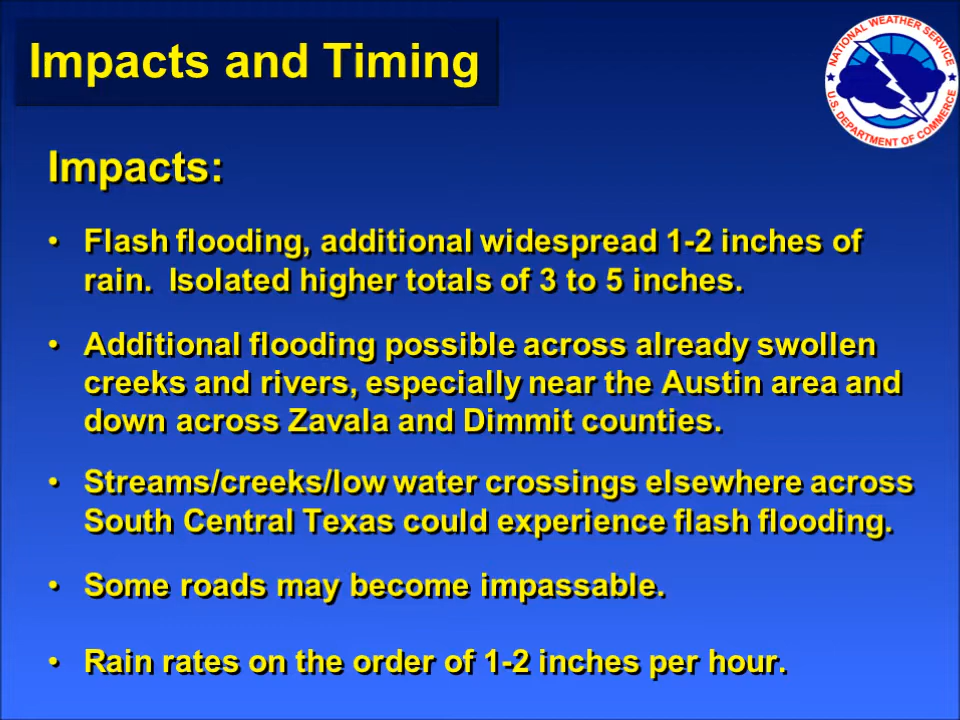 Impacts and Timing
NATIONAL WEATHER SERVICE
U.S. DEPARTMENT OF COMMERCE
Impacts:
• Flash flooding, additional widespread 1-2 inches of
rain.  Isolated higher totals of 3 to 5 inches.
• Additional flooding possible across already swollen
creeks and rivers, especially near the Austin area and
down across Zavala and Dimmit counties.
• Streams/creeks/low water crossings elsewhere across
South Central Texas could experience flash flooding.
• Some roads may become impassable.
• Rain rates on the order of 1-2 inches per hour.